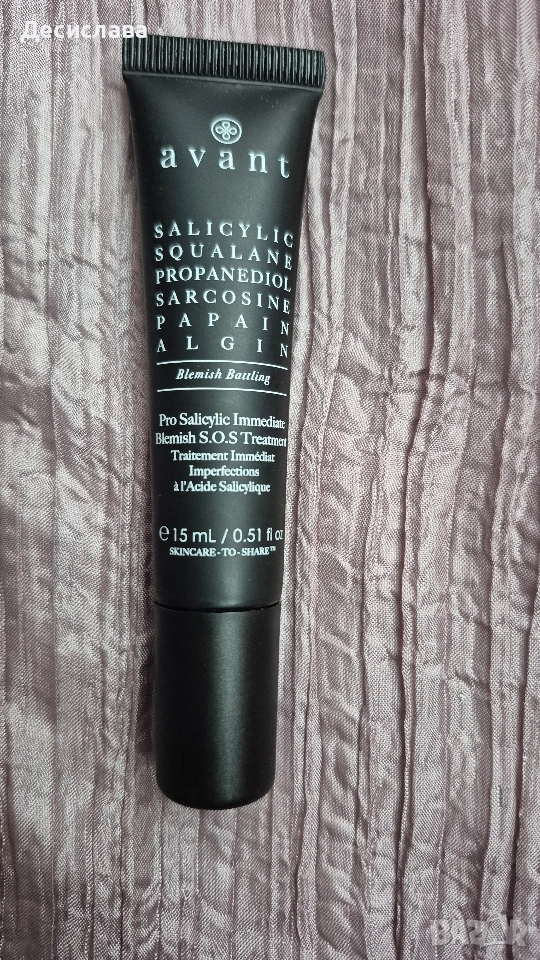 Десислава
avant
SALICYLIC
SQUALANE
PROPANEDIOL
SARCOSINE
PAPAIN
ALGIN
Blemish Battling
Pro Salicylic Immediate
Blemish S.O.S Treatment
Traitement Immédiat
Imperfections
à l'Acide Salicylique
℮15 mL / 0.51 fl oz
SKINCARE-TO-SHARE™
BAZAR